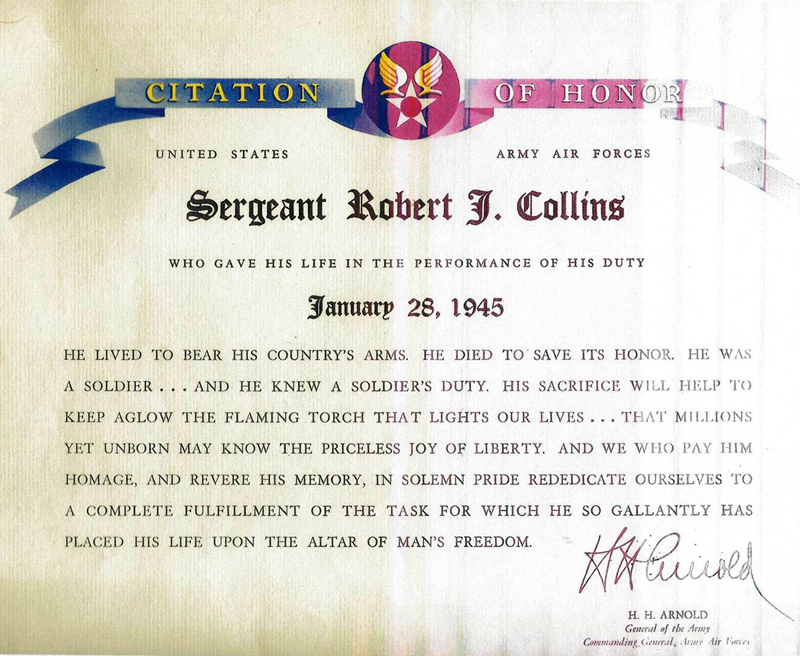 CITATION OF HONOR
UNITED STATES ARMY AIR FORCES
Sergeant Robert J. Collins
WHO GAVE HIS LIFE IN THE PERFORMANCE OF HIS DUTY
January 28, 1945
HE LIVED TO BEAR HIS COUNTRY'S ARMS. HE DIED TO SAVE ITS HONOR. HE WAS
A SOLDIER . . . AND HE KNEW A SOLDIER'S DUTY. HIS SACRIFICE WILL HELP TO
KEEP AGLOW THE FLAMING TORCH THAT LIGHTS OUR LIVES . . . THAT MILLIONS
YET UNBORN MAY KNOW THE PRICELESS JOY OF LIBERTY. AND WE WHO PAY HIM
HOMAGE, AND REVERE HIS MEMORY, IN SOLEMN PRIDE REDEDICATE OURSELVES TO
A COMPLETE FULFILLMENT OF THE TASK FOR WHICH HE SO GALLANTLY HAS
PLACED HIS LIFE UPON THE ALTAR OF MAN'S FREEDOM.
H H Arnold
H. H. ARNOLD
General of the Army
Commanding General, Army Air Forces